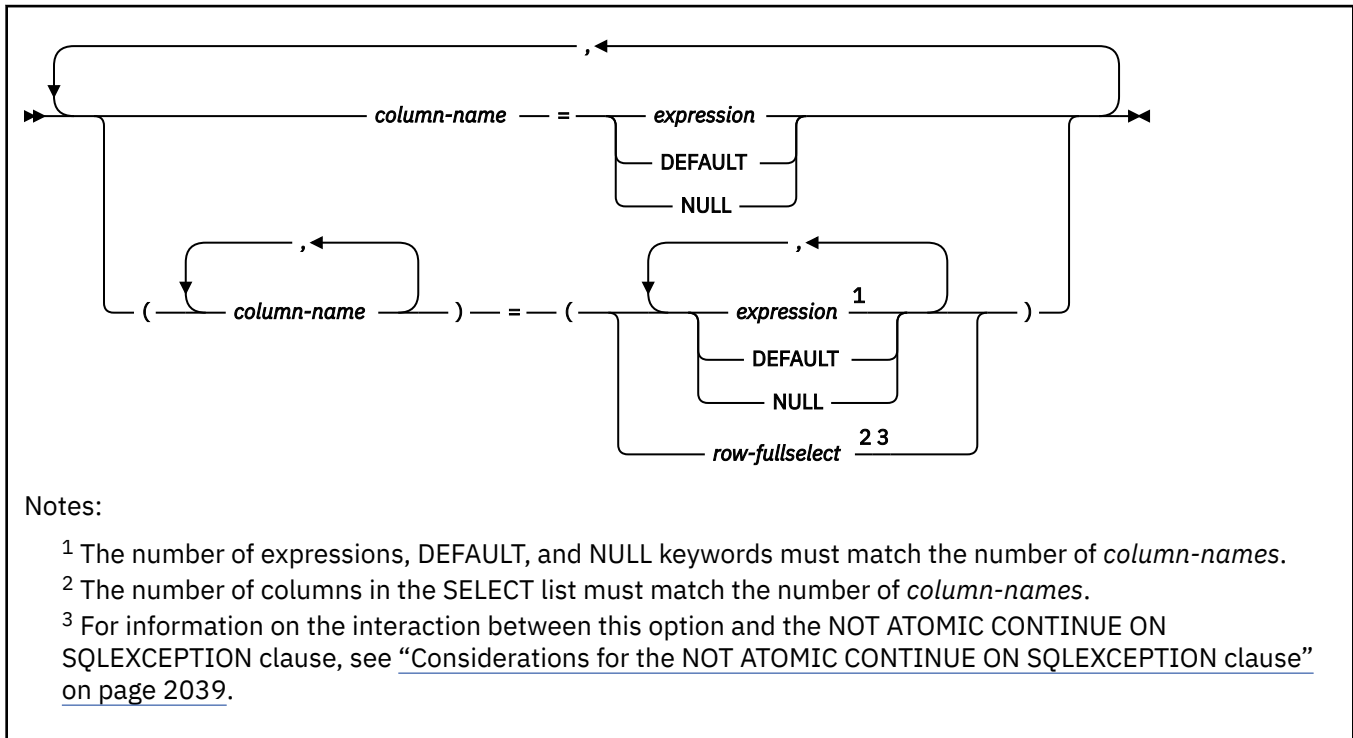 ,
column-name = expression
DEFAULT
NULL
, ,
( column-name ) = ( expression 1 )
DEFAULT
NULL
row-fullselect 2 3
Notes:
1 The number of expressions, DEFAULT, and NULL keywords must match the number of column-names.
2 The number of columns in the SELECT list must match the number of column-names.
3 For information on the interaction between this option and the NOT ATOMIC CONTINUE ON
SQLEXCEPTION clause, see “Considerations for the NOT ATOMIC CONTINUE ON SQLEXCEPTION clause”
on page 2039.